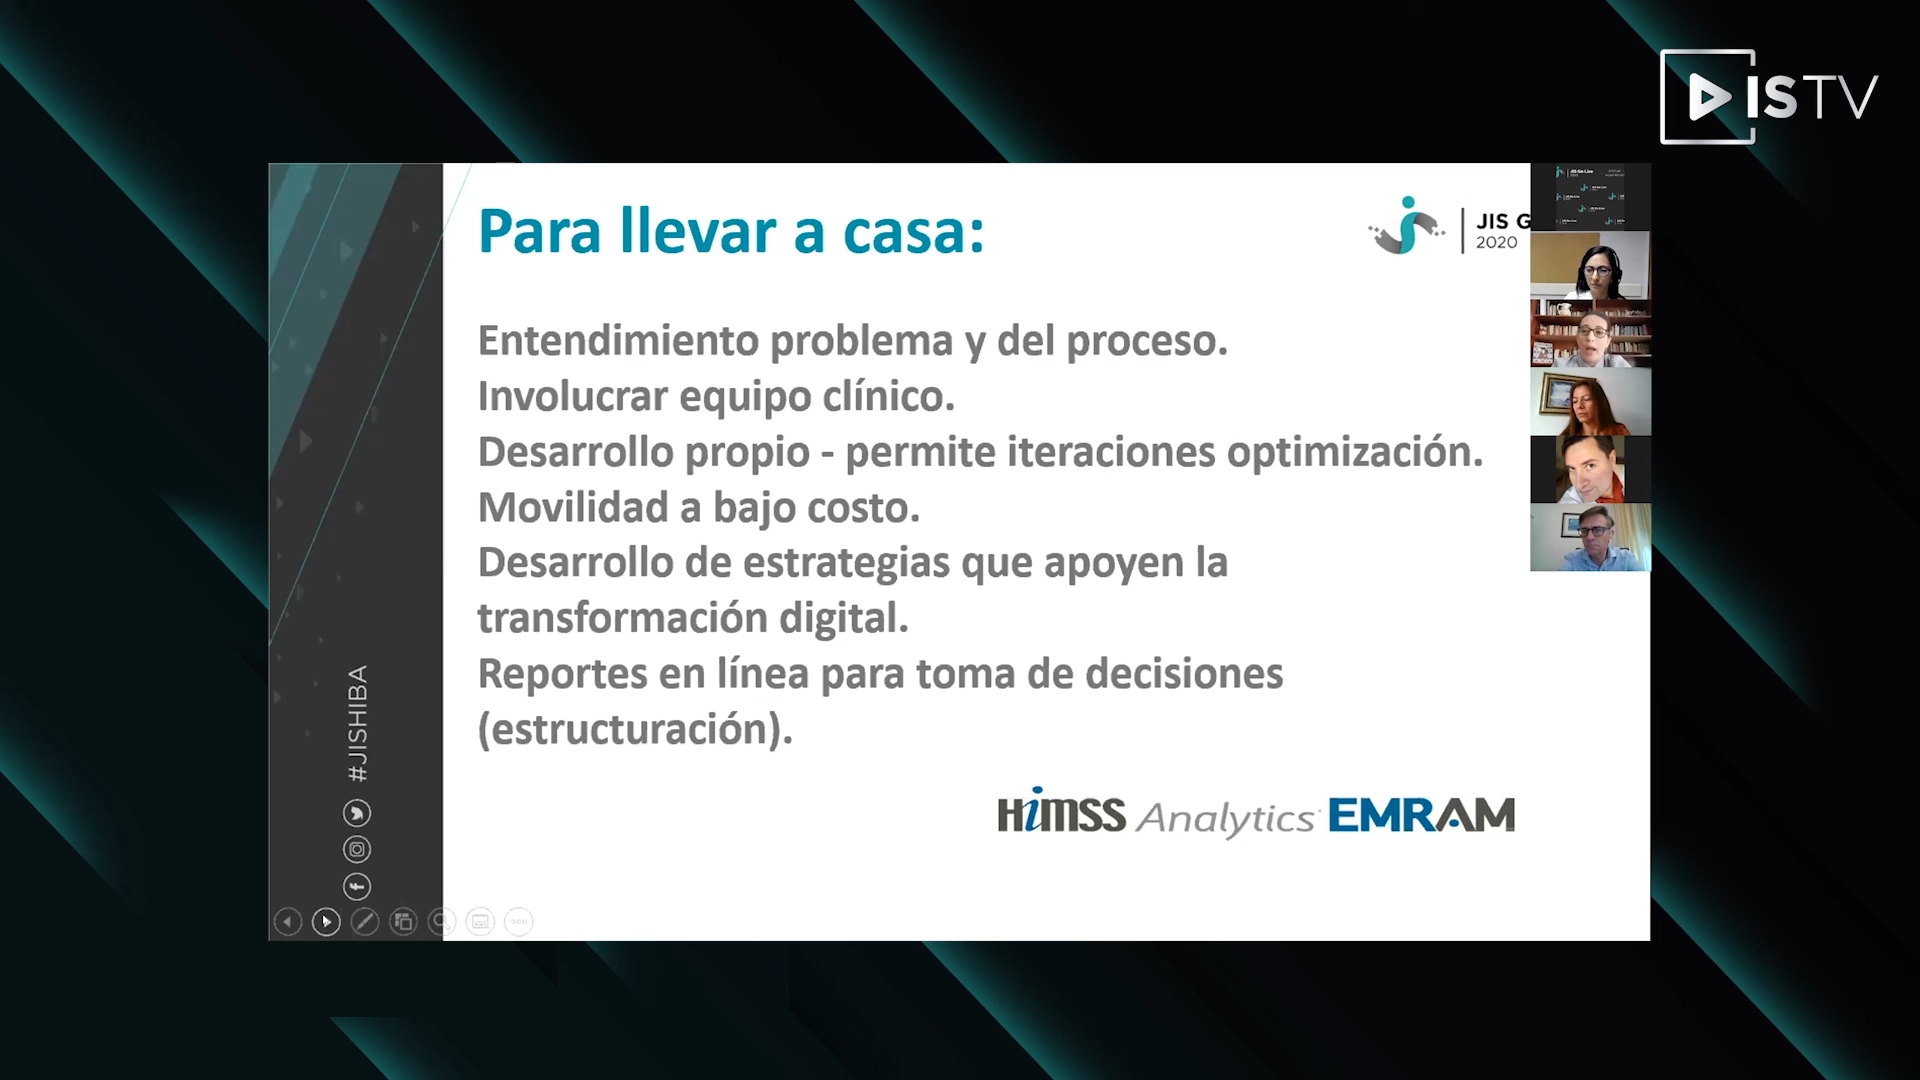 ISTV
Para llevar a casa:
JIS G
2020
Entendimiento problema y del proceso.
Involucrar equipo clínico.
Desarrollo propio - permite iteraciones optimización.
Movilidad a bajo costo.
Desarrollo de estrategias que apoyen la
transformación digital.
Reportes en línea para toma de decisiones
(estructuración).
HiMSS Analytics EMRAM
#JISHIBA